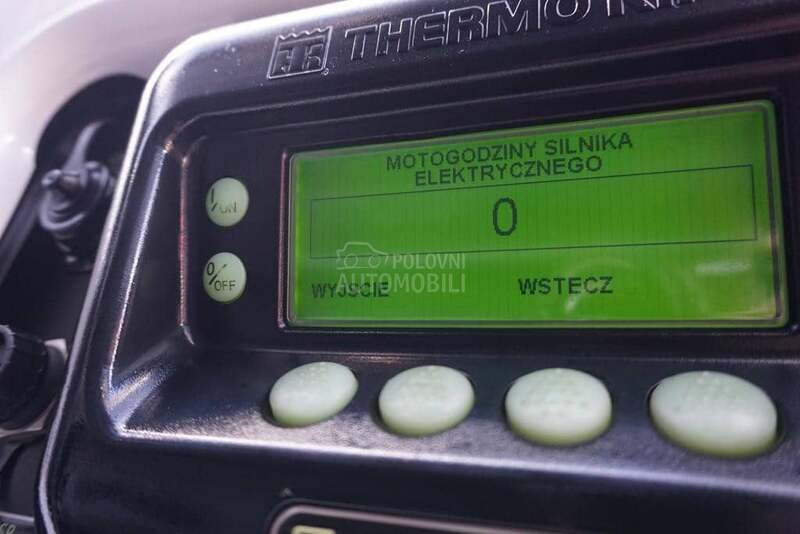 THERMO
MOTOGODZINY SILNIKA
ELEKTRYCZNEGO
0
I/ON
0/OFF
POLOVNI
AUTOMOBILI
WYJSCIE
WSTECZ